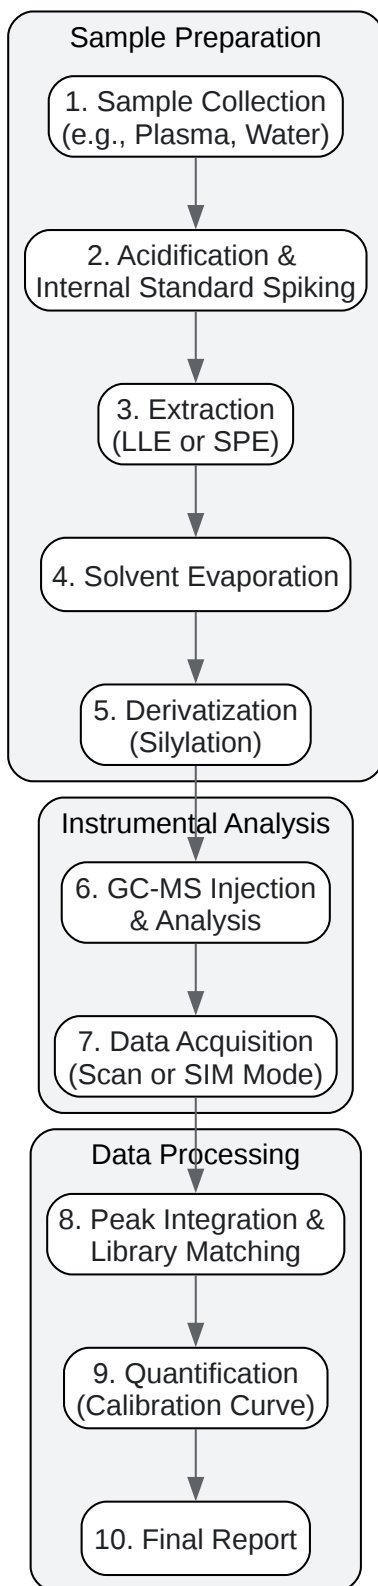 Sample Preparation
1. Sample Collection
(e.g., Plasma, Water)
2. Acidification &
Internal Standard Spiking
3. Extraction
(LLE or SPE)
4. Solvent Evaporation
5. Derivatization
(Silylation)
Instrumental Analysis
6. GC-MS Injection
& Analysis
7. Data Acquisition
(Scan or SIM Mode)
Data Processing
8. Peak Integration &
Library Matching
9. Quantification
(Calibration Curve)
10. Final Report